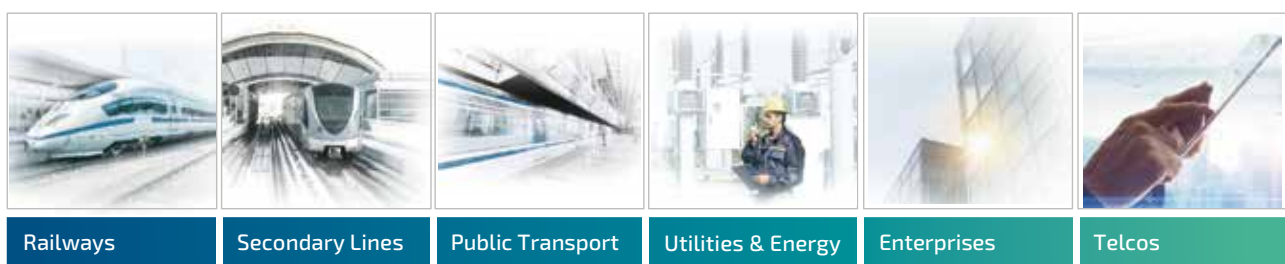 Railways
Secondary Lines
Public Transport
Utilities & Energy
Enterprises
Telcos